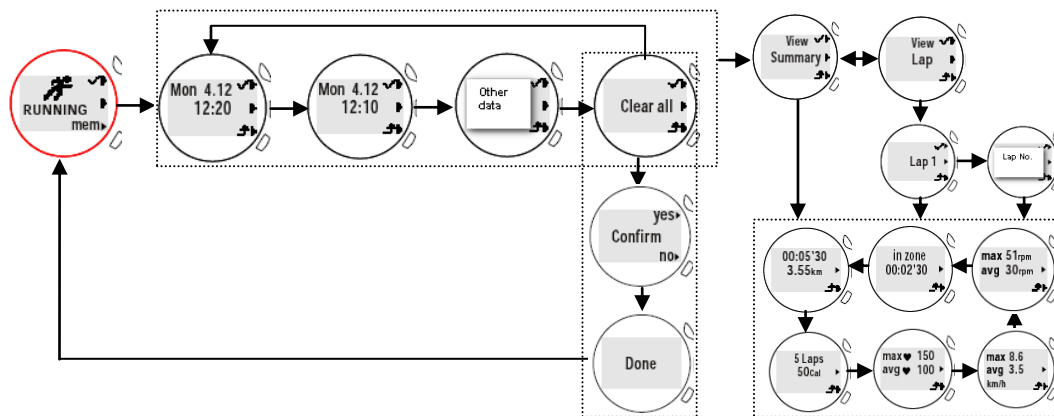 RUNNING
mem
Mon 4.12
12:20
Mon 4.12
12:10
Other
data
Clear all
View
Summary
View
Lap
Lap 1
Lap No.
yes
Confirm
no
Done
00:05'30
3.55km
in zone
00:02'30
max 51rpm
avg 30rpm
5 Laps
50Cal
max ♥ 150
avg ♥ 100
max 8.6
avg 3.5
km/h